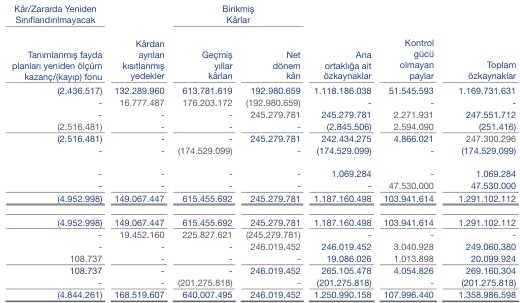 Kâr/Zararda Yeniden Birikmiş
Sınıflandırılmayacak Kârlar
Kontrol
Kârdan gücü
Tanımlanmış fayda ayrılan Geçmiş Net Ana olmayan Toplam
planları yeniden ölçüm kısıtlanmış yıllar dönem ortaklığa ait paylar özkaynaklar
kazanç/(kayıp) fonu yedekler kârları kârı özkaynaklar
(2.436.517) 132.289.960 613.781.619 192.980.659 1.118.186.038 51.545.593 1.169.731.631
- 16.777.487 176.203.172 (192.980.659) - - -
- - - 245.279.781 245.279.781 2.271.931 247.551.712
(2.516.481) - - - (2.845.506) 2.594.090 (251.416)
(2.516.481) - - 245.279.781 242.434.275 4.866.021 247.300.296
- - (174.529.099) - (174.529.099) - (174.529.099)
- - - - 1.069.284 - 1.069.284
- - - - - 47.530.000 47.530.000
(4.952.998) 149.067.447 615.455.692 245.279.781 1.187.160.498 103.941.614 1.291.102.112
(4.952.998) 149.067.447 615.455.692 245.279.781 1.187.160.498 103.941.614 1.291.102.112
- 19.452.160 225.827.621 (245.279.781) - - -
- - - 246.019.452 246.019.452 3.040.928 249.060.380
108.737 - - - 19.086.026 1.013.898 20.099.924
108.737 - - 246.019.452 265.105.478 4.054.826 269.160.304
- - (201.275.818) - (201.275.818) - (201.275.818)
(4.844.261) 168.519.607 640.007.495 246.019.452 1.250.990.158 107.996.440 1.358.986.598